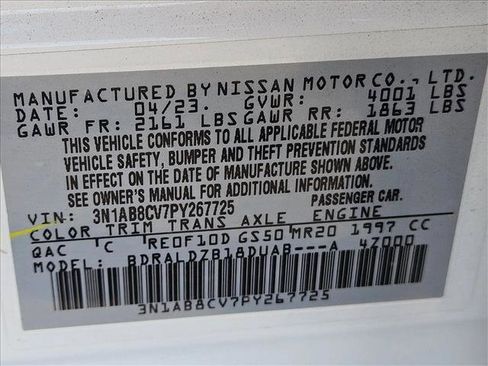 MANUFACTURED BY NISSAN MOTOR CO., LTD.
DATE: 04/23 GVWR: 4001 LBS
GAWR FR: 2161 LBS GAWR RR: 1863 LBS
THIS VEHICLE CONFORMS TO ALL APPLICABLE FEDERAL MOTOR
VEHICLE SAFETY, BUMPER AND THEFT PREVENTION STANDARDS
IN EFFECT ON THE DATE OF MANUFACTURE SHOWN ABOVE.
SEE OWNER'S MANUAL FOR ADDITIONAL INFORMATION.
VIN: 3N1AB8CV7PY267725 PASSENGER CAR.
COLOR TRIM TRANS AXLE ENGINE
QAC C RE0F10D GS50 MR20 1997 CC
MODEL: BDRALDZB18DUAB---A 4Z000
3N1AB8CV7PY267725